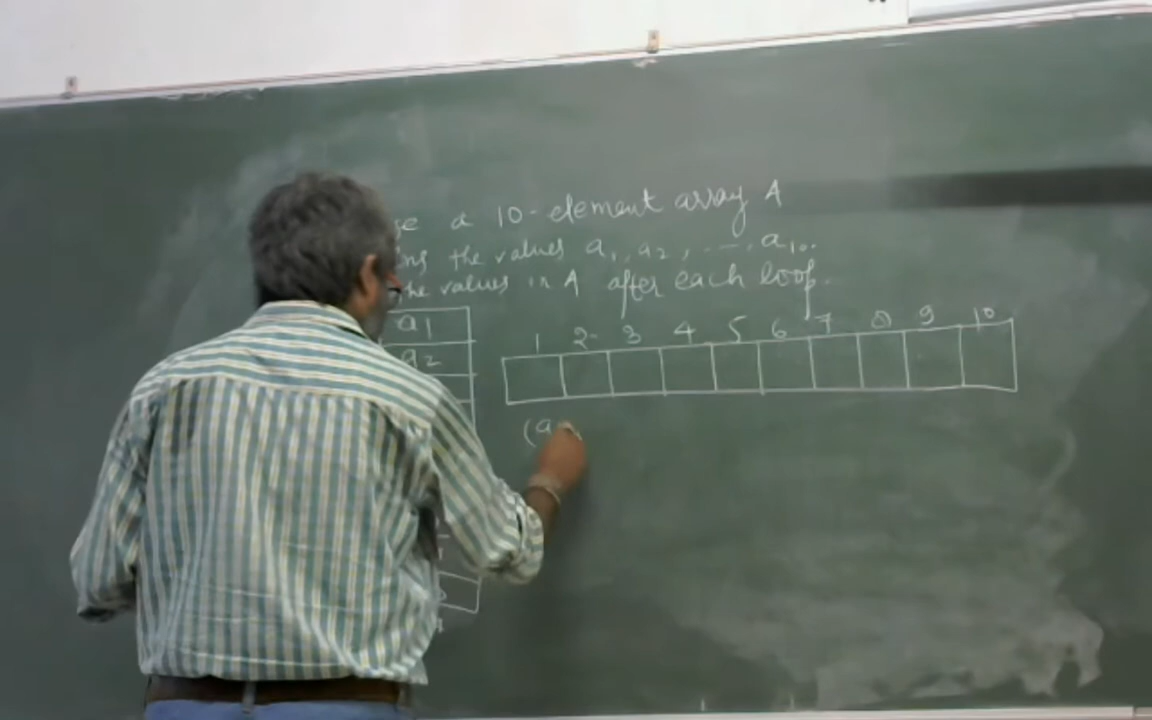 a 10-element array A
the values a1, a2, ... , a10.
the values in A after each loop.
a1
a2
1 2 3 4 5 6 7 8 9 10
(a